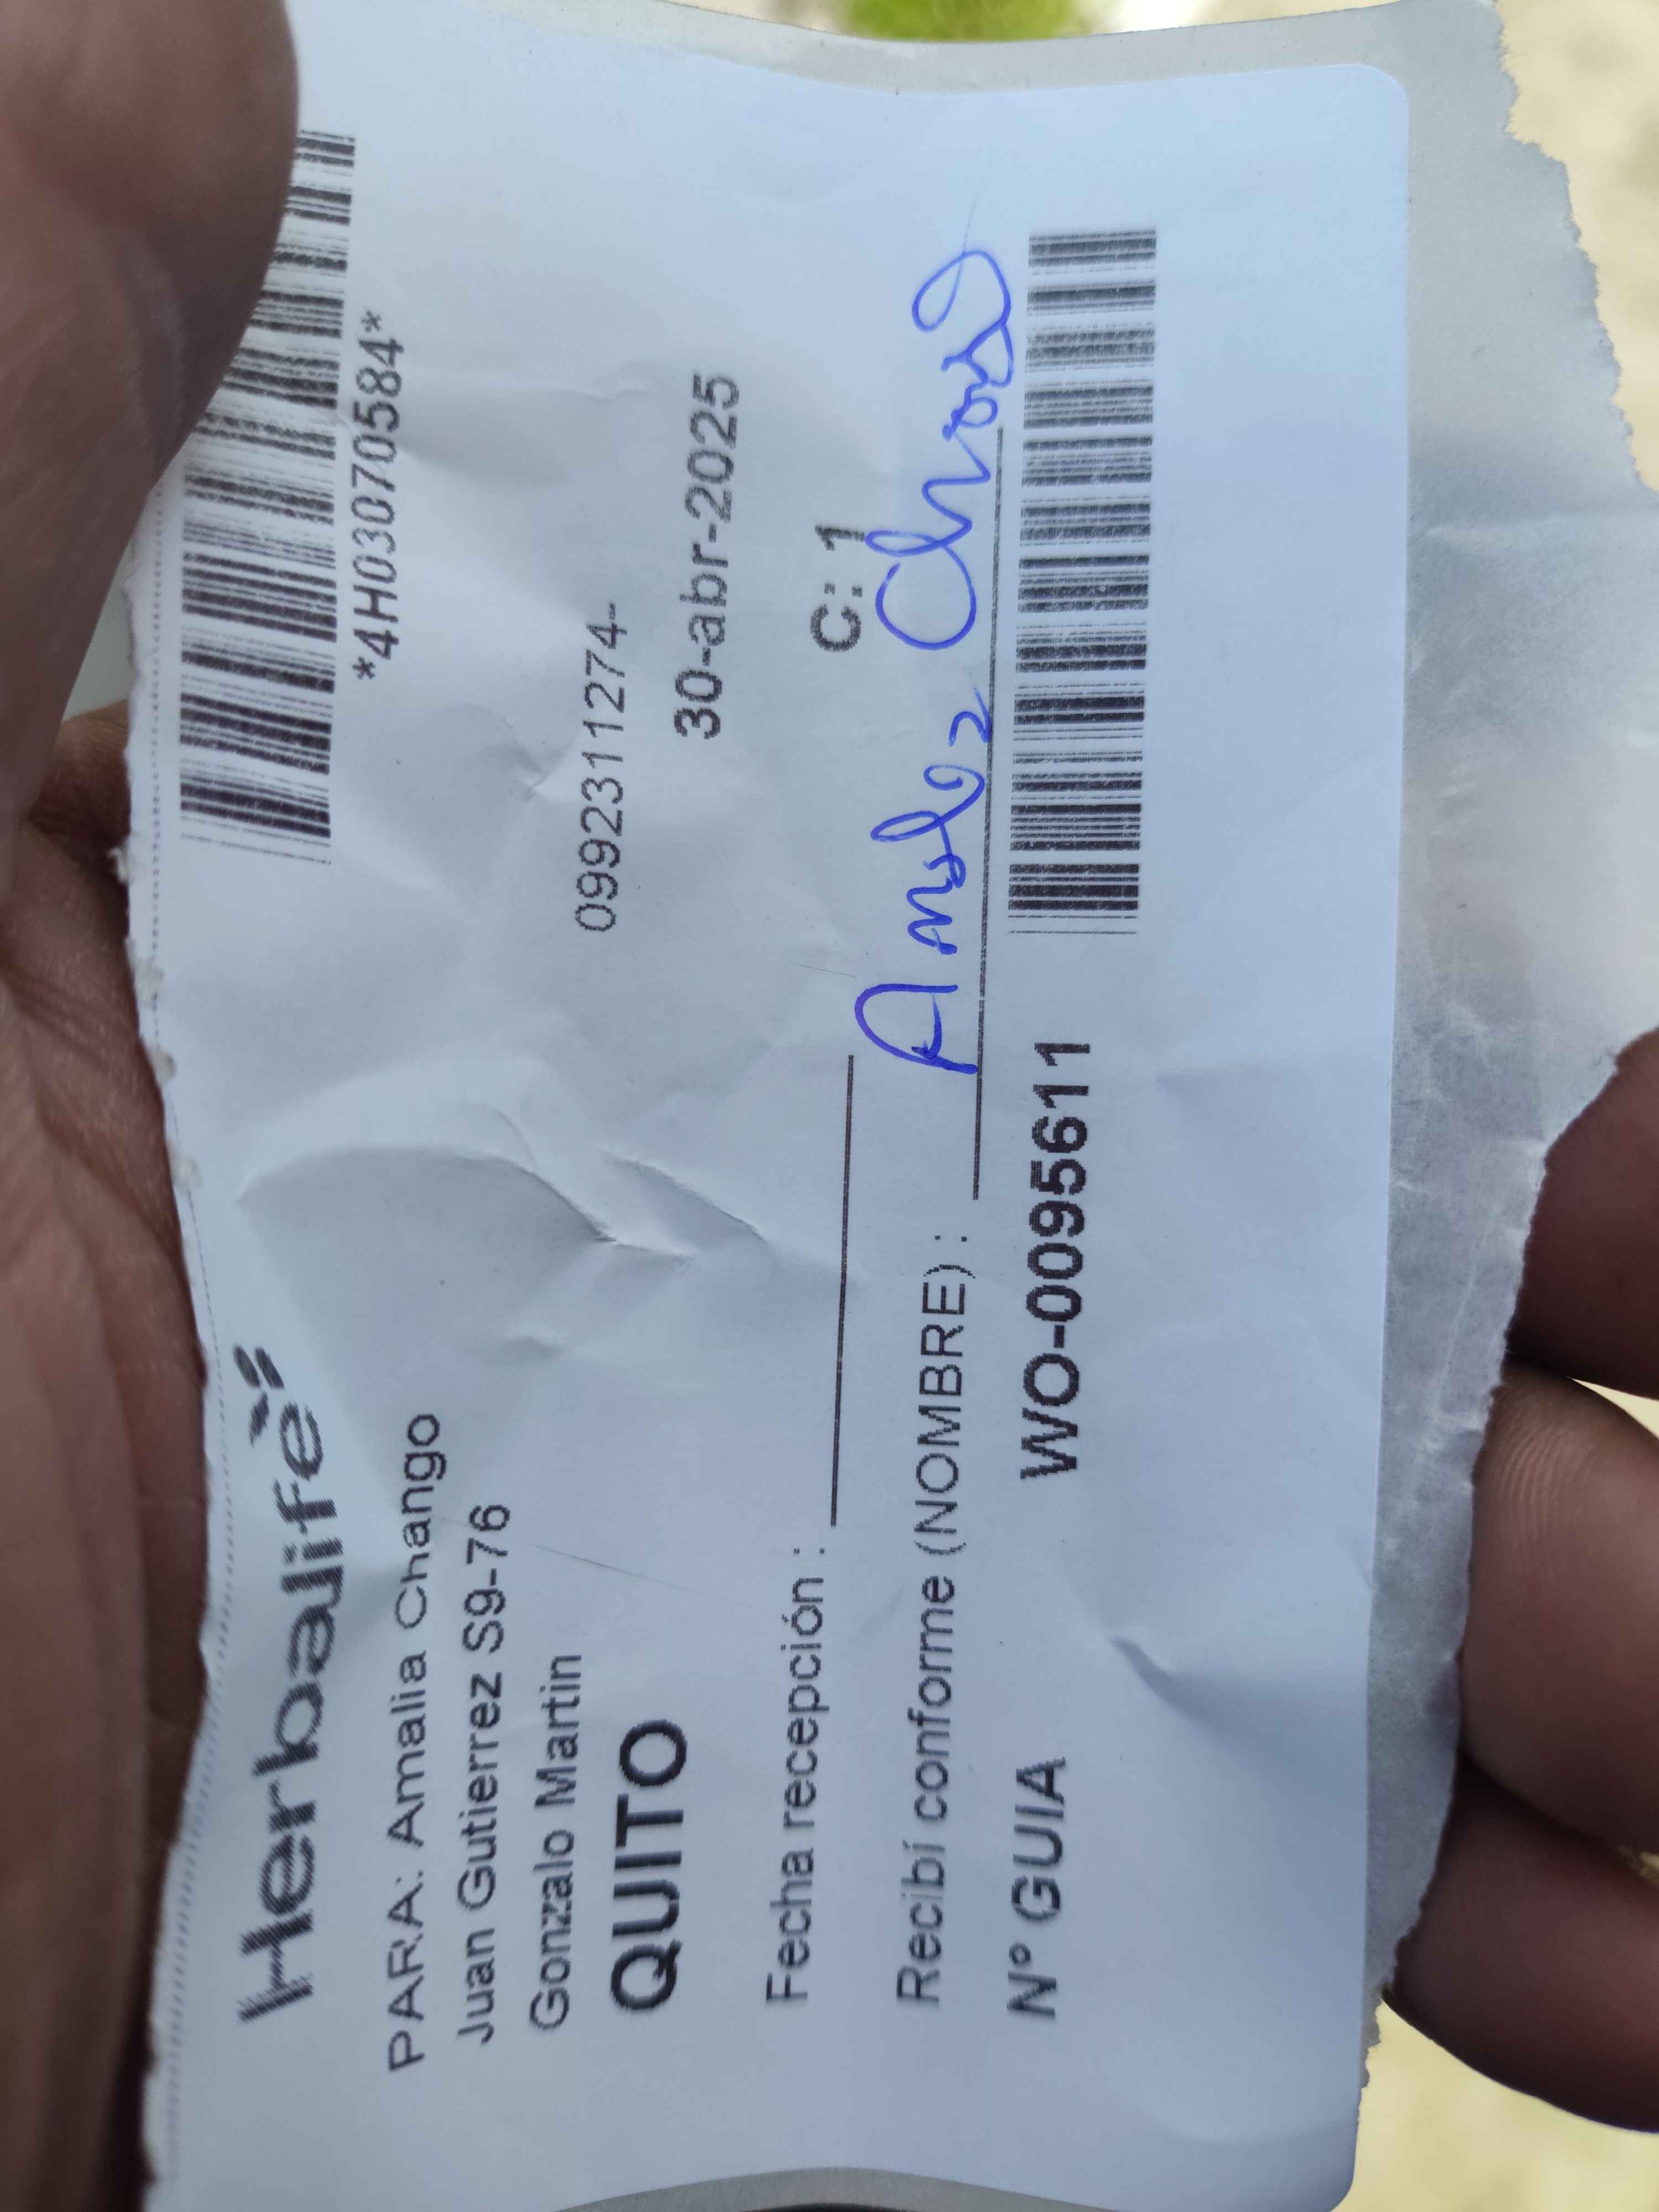 Herbalife
*4H03070584*
PARA: Amalia Chango
Juan Gutierrez S9-76
Gonzalo Martin
0992311274-
QUITO
30-abr-2025
Fecha recepción :
C: 1
Recibí conforme (NOMBRE) :
N° GUIA WO-0095611